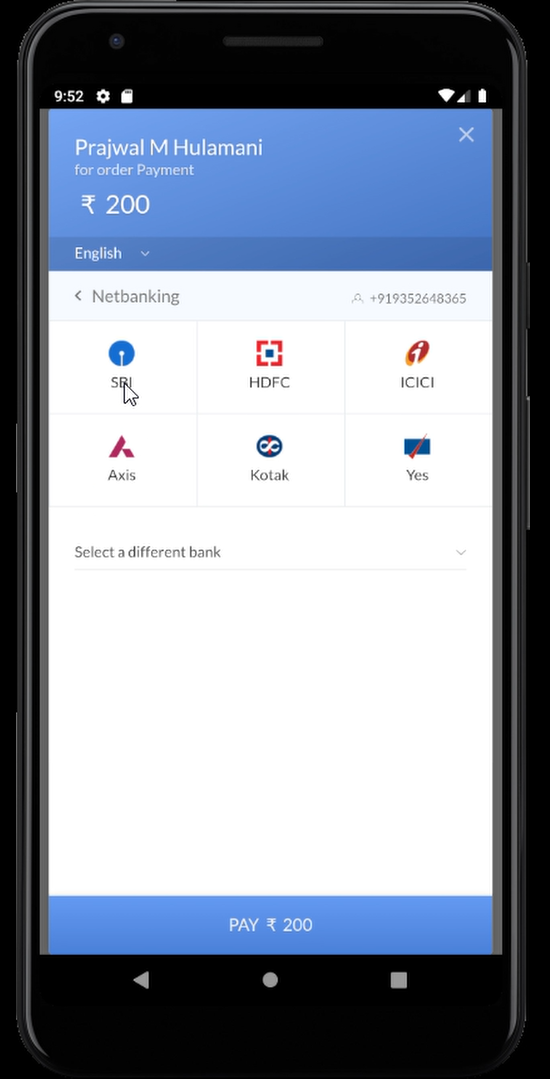 9:52
Prajwal M Hulamani
for order Payment
₹ 200
English
Netbanking
+919352648365
SBI
HDFC
ICICI
Axis
Kotak
Yes
Select a different bank
PAY ₹ 200